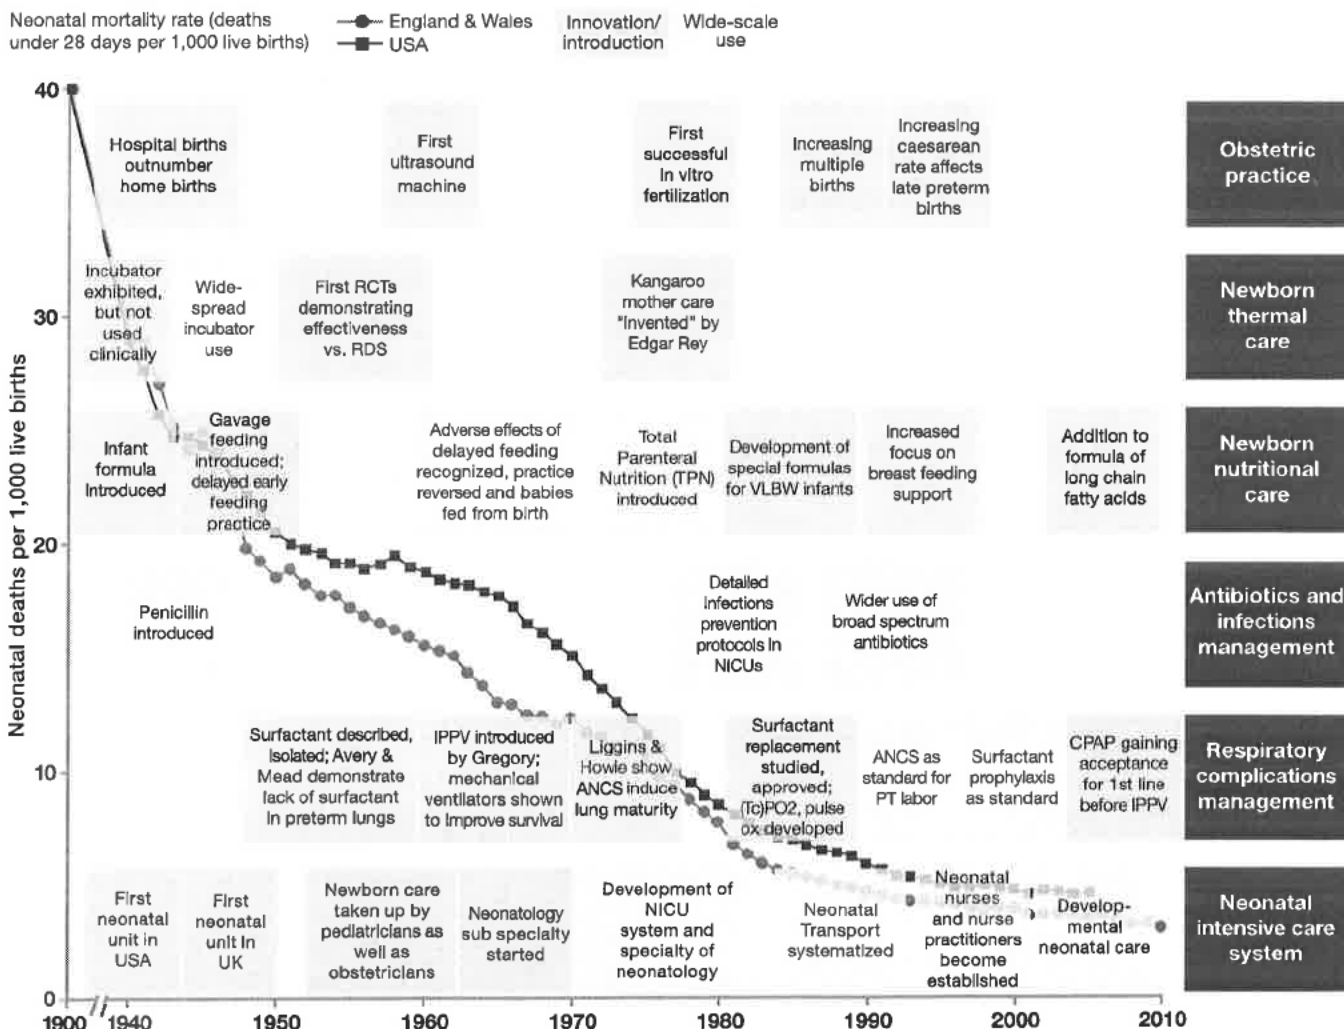 Neonatal mortality rate (deaths
under 28 days per 1,000 live births)
England & Wales
USA
Innovation/
introduction
Wide-scale
use
Neonatal deaths per 1,000 live births
40
30
20
10
0
Hospital births
outnumber
home births
First
ultrasound
machine
First
successful
in vitro
fertilization
Increasing
multiple
births
Increasing
caesarean
rate affects
late preterm
births
Obstetric
practice
Incubator
exhibited,
but not
used
clinically
Wide-
spread
incubator
use
First RCTs
demonstrating
effectiveness
vs. RDS
Kangaroo
mother care
"invented" by
Edgar Rey
Newborn
thermal
care
Infant
formula
introduced
Gavage
feeding
introduced;
delayed early
feeding
practice
Adverse effects of
delayed feeding
recognized, practice
reversed and babies
fed from birth
Total
Parenteral
Nutrition (TPN)
introduced
Development of
special formulas
for VLBW infants
Increased
focus on
breast feeding
support
Addition to
formula of
long chain
fatty acids
Newborn
nutritional
care
Penicillin
introduced
Detailed
infections
prevention
protocols in
NICUs
Wider use of
broad spectrum
antibiotics
Antibiotics and
infections
management
Surfactant described,
isolated; Avery &
Mead demonstrate
lack of surfactant
in preterm lungs
IPPV introduced
by Gregory;
mechanical
ventilators shown
to improve survival
Liggins &
Howie show
ANCS induce
lung maturity
Surfactant
replacement
studied,
approved;
(Tc)PO2, pulse
ox developed
ANCS as
standard for
PT labor
Surfactant
prophylaxis
as standard
CPAP gaining
acceptance
for 1st line
before IPPV
Respiratory
complications
management
First
neonatal
unit in
USA
First
neonatal
unit in
UK
Newborn care
taken up by
pediatricians as
well as
obstetricians
Neonatology
sub specialty
started
Development of
NICU
system and
specialty of
neonatology
Neonatal
Transport
systematized
Neonatal
nurses
and nurse
practitioners
become
established
Develop-
mental
neonatal care
Neonatal
intensive care
system
1900 1940 1950 1960 1970 1980 1990 2000 2010